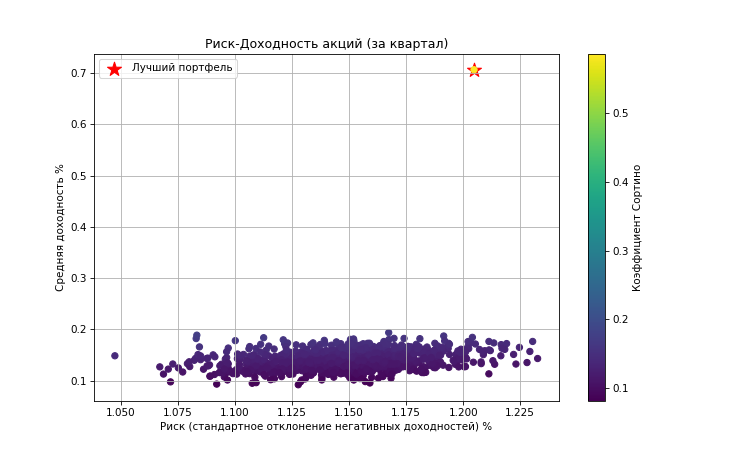 Риск-Доходность акций (за квартал)
Лучший портфель
0.7
0.6
0.5
0.4
0.3
0.2
0.1
Средняя доходность %
1.050 1.075 1.100 1.125 1.150 1.175 1.200 1.225
Риск (стандартное отклонение негативных доходностей) %
0.5
0.4
0.3
0.2
0.1
Коэффициент Сортино